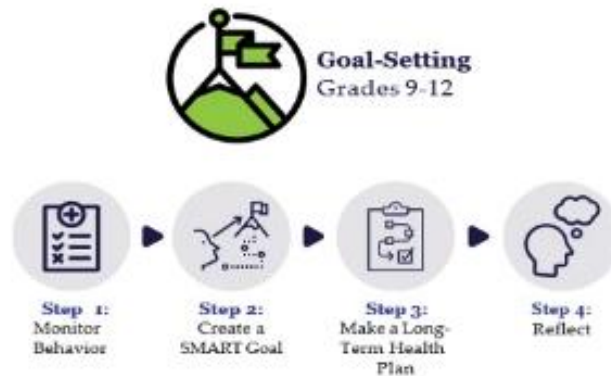 Goal-Setting
Grades 9-12
Step 1:
Monitor
Behavior
Step 2:
Create a
SMART Goal
Step 3:
Make a Long-
Term Health
Plan
Step 4:
Reflect